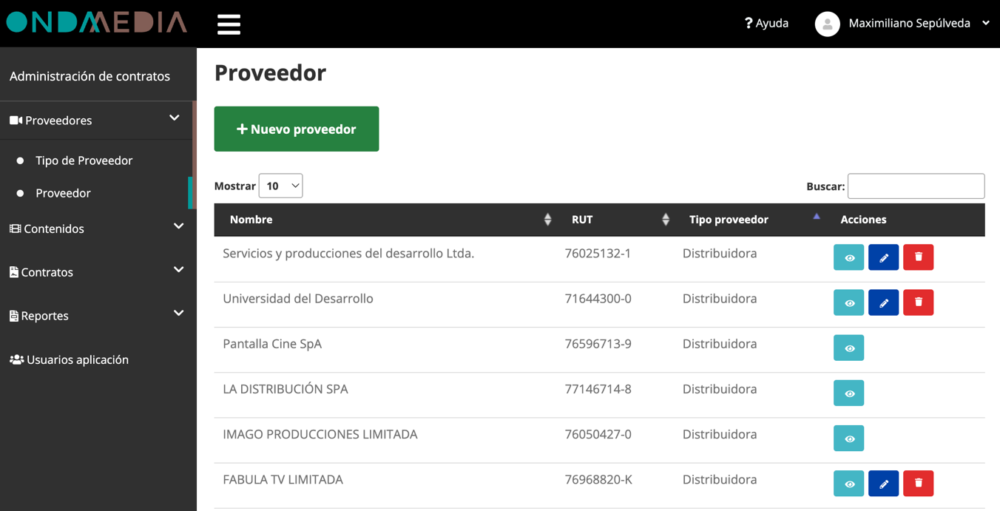 ONDAMEDIA
? Ayuda
Maximiliano Sepúlveda
Administración de contratos
Proveedores
Tipo de Proveedor
Proveedor
Contenidos
Contratos
Reportes
Usuarios aplicación
Proveedor
+ Nuevo proveedor
Mostrar 10
Buscar:
Nombre RUT Tipo proveedor Acciones
Servicios y producciones del desarrollo Ltda. 76025132-1 Distribuidora
Universidad del Desarrollo 71644300-0 Distribuidora
Pantalla Cine SpA 76596713-9 Distribuidora
LA DISTRIBUCIÓN SPA 77146714-8 Distribuidora
IMAGO PRODUCCIONES LIMITADA 76050427-0 Distribuidora
FABULA TV LIMITADA 76968820-K Distribuidora